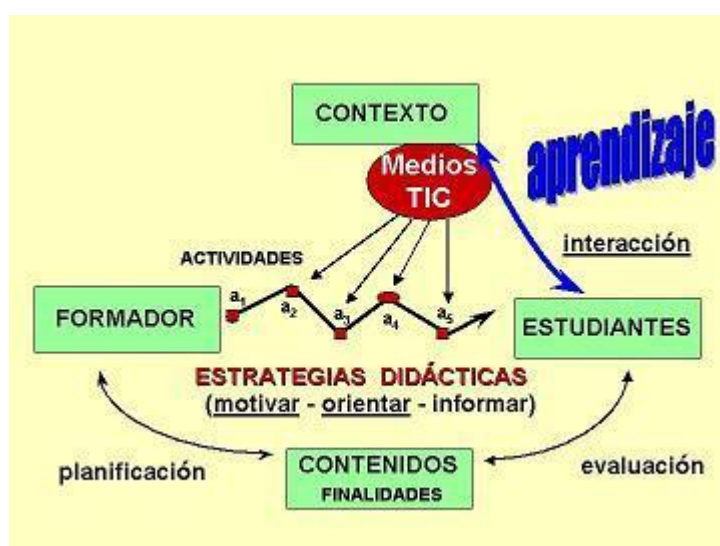 CONTEXTO
aprendizaje
Medios
TIC
interacción
ACTIVIDADES
a1
a2
a3
a4
a5
FORMADOR
ESTUDIANTES
ESTRATEGIAS DIDÁCTICAS
(motivar - orientar - informar)
planificación
CONTENIDOS
FINALIDADES
evaluación